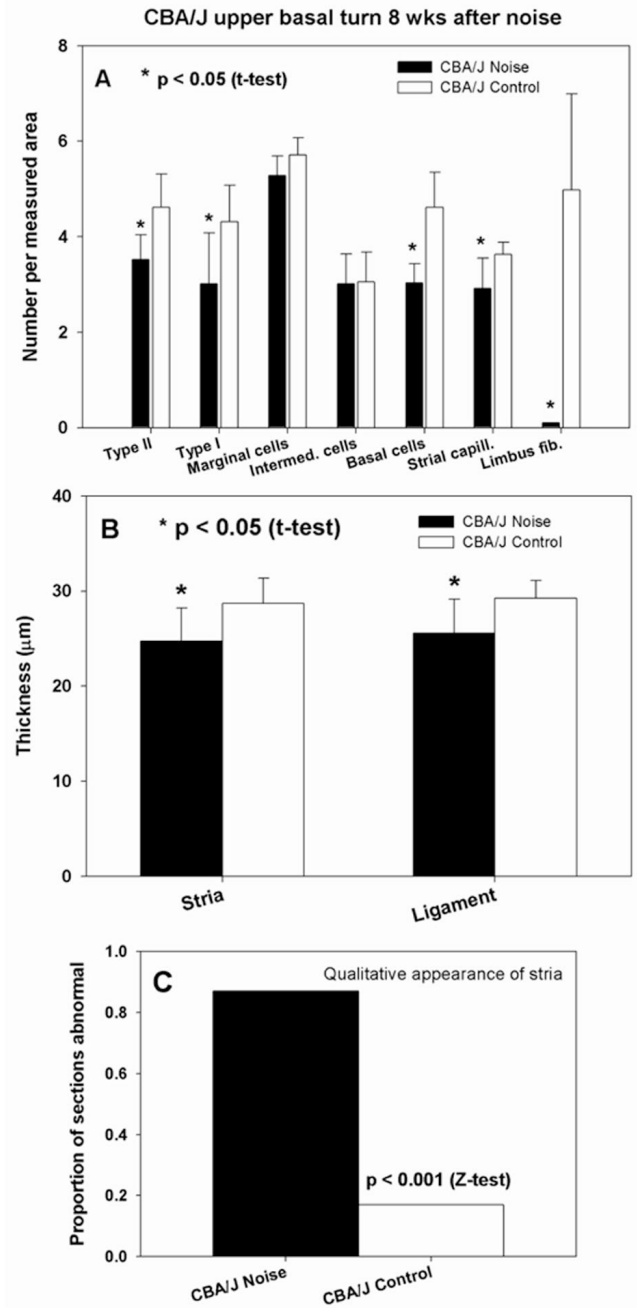 CBA/J upper basal turn 8 wks after noise
A
* p < 0.05 (t-test)
CBA/J Noise
CBA/J Control
Number per measured area
8
6
4
2
0
*
*
*
*
*
Type II
Type I
Marginal cells
Intermed. cells
Basal cells
Strial capill.
Limbus fib.
B
* p < 0.05 (t-test)
CBA/J Noise
CBA/J Control
Thickness (μm)
40
30
20
10
0
*
*
Stria
Ligament
C
Qualitative appearance of stria
Proportion of sections abnormal
1.0
0.8
0.6
0.4
0.2
0.0
p < 0.001 (Z-test)
CBA/J Noise
CBA/J Control